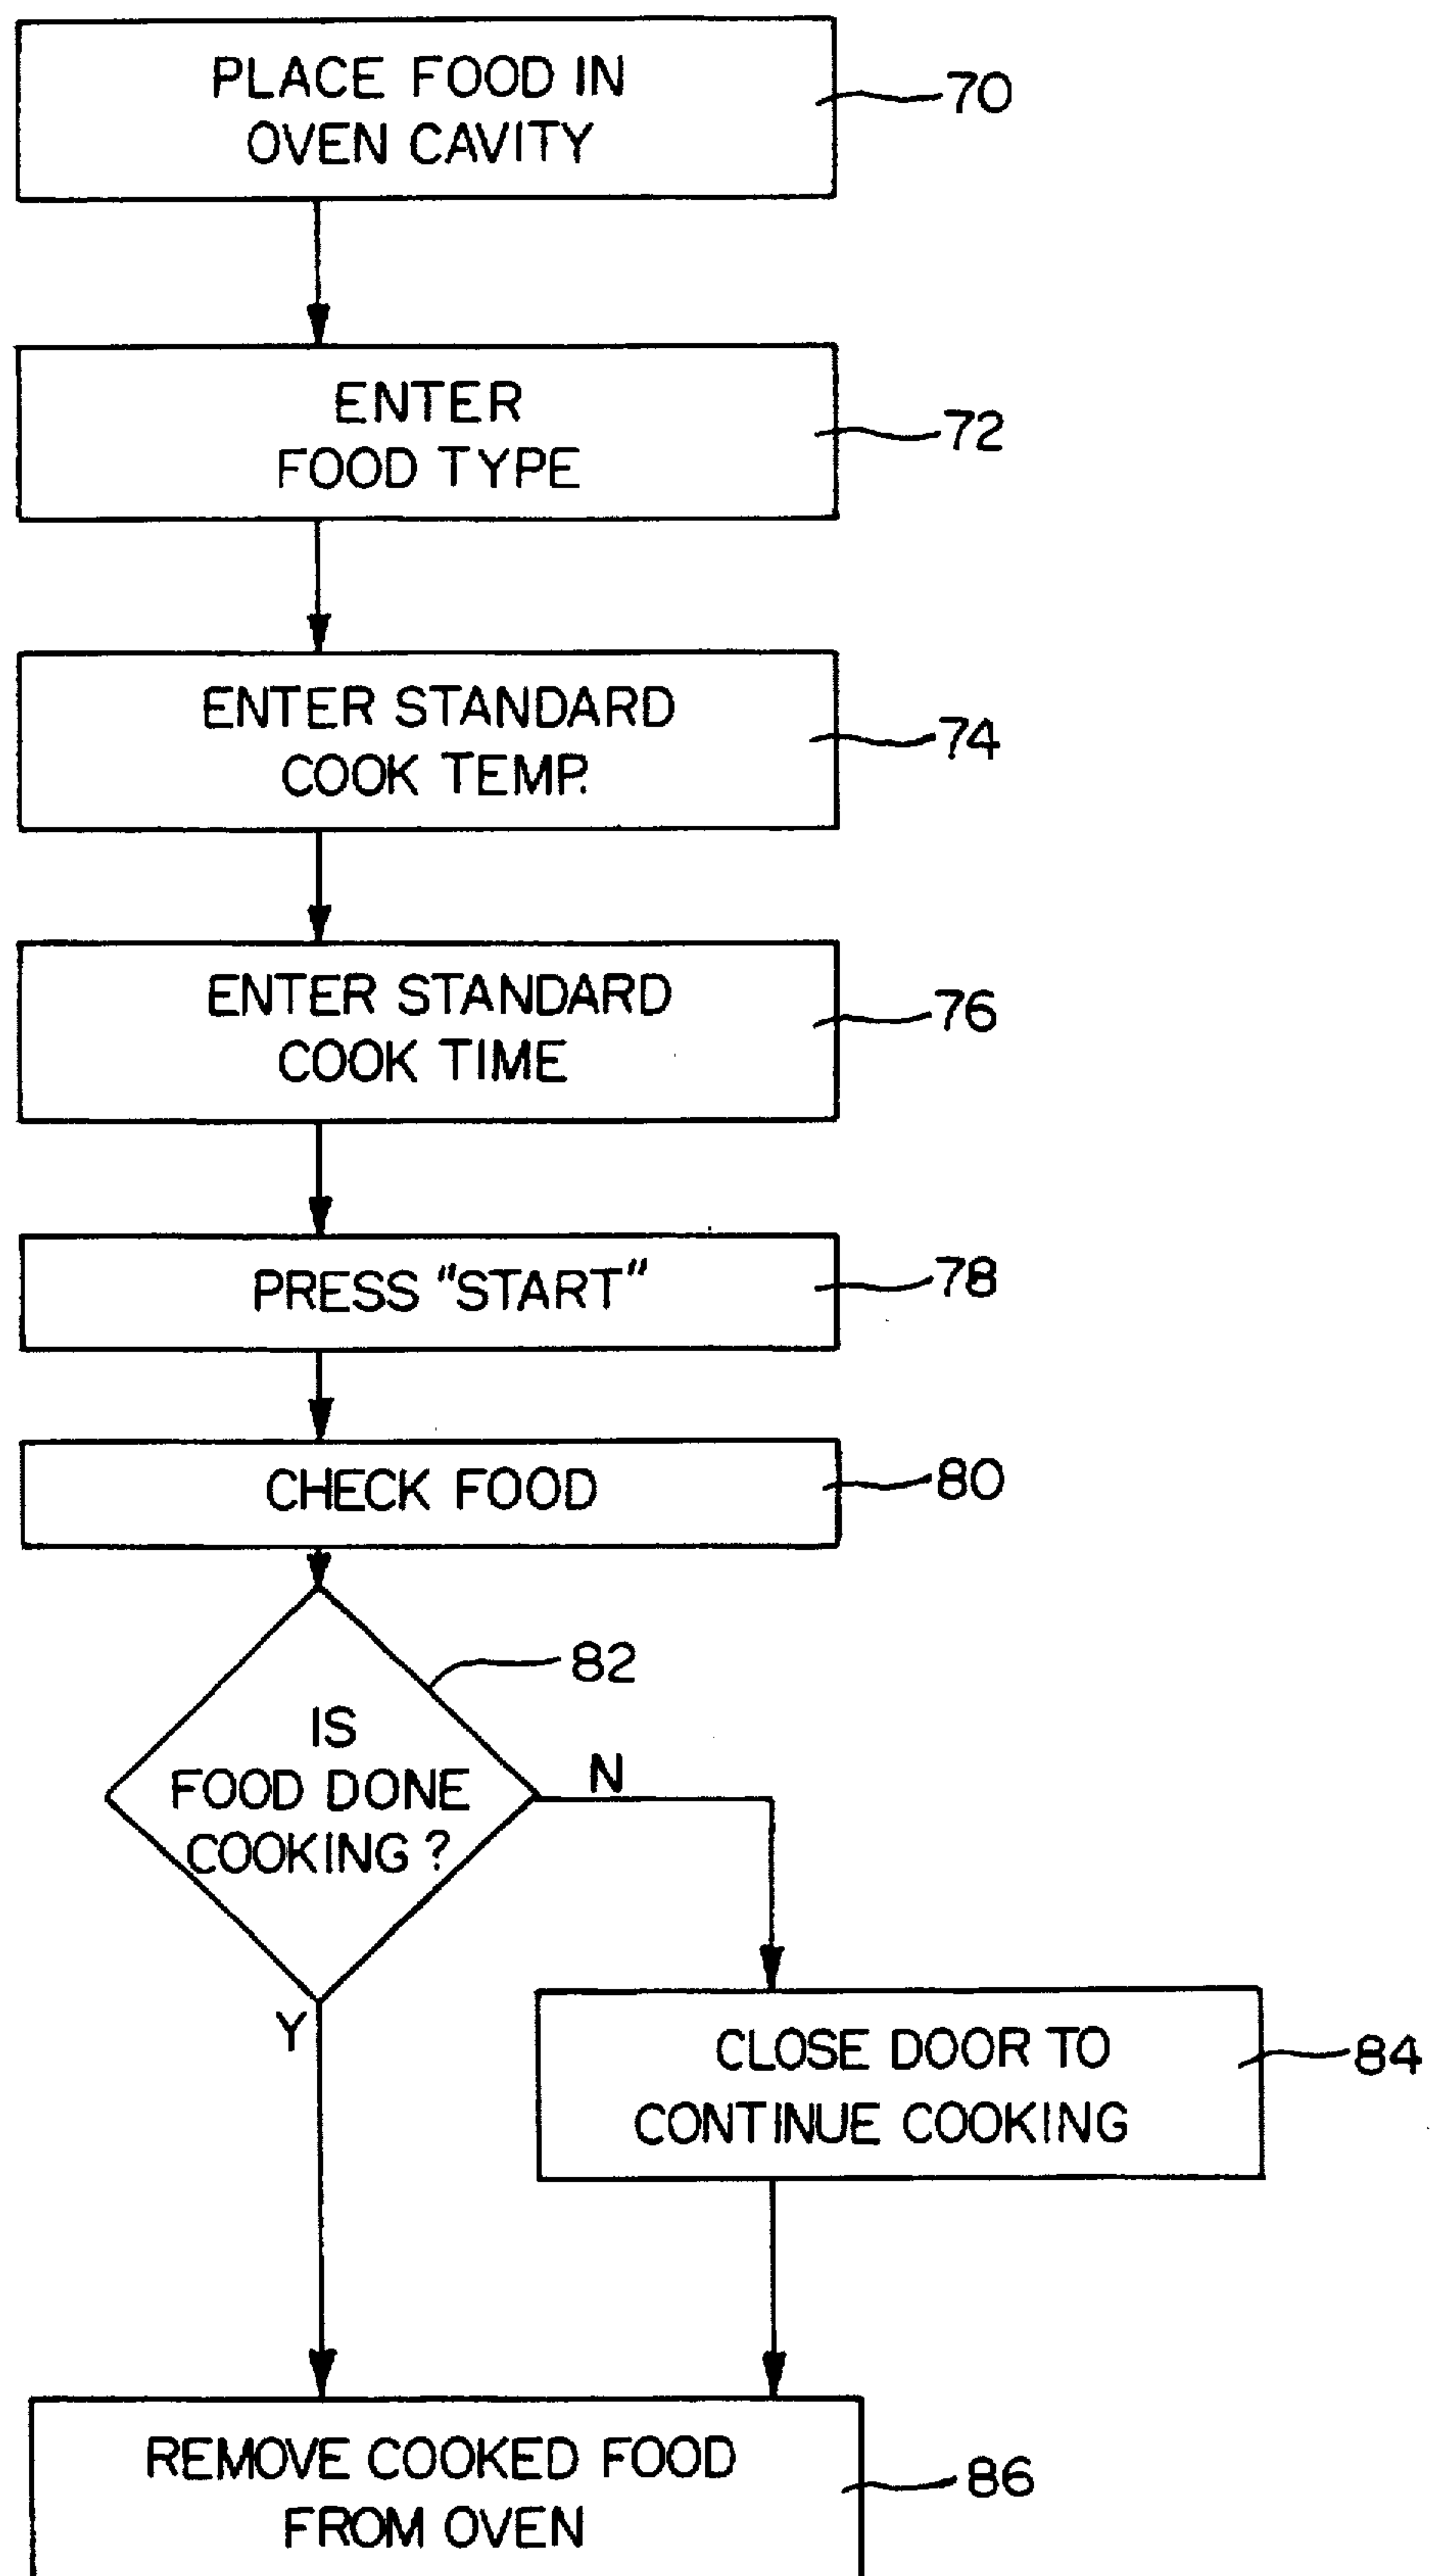 PLACE FOOD IN
OVEN CAVITY
70
ENTER
FOOD TYPE
72
ENTER STANDARD
COOK TEMP.
74
ENTER STANDARD
COOK TIME
76
PRESS "START"
78
CHECK FOOD
80
82
IS
FOOD DONE
COOKING?
N
Y
CLOSE DOOR TO
CONTINUE COOKING
84
REMOVE COOKED FOOD
FROM OVEN
86